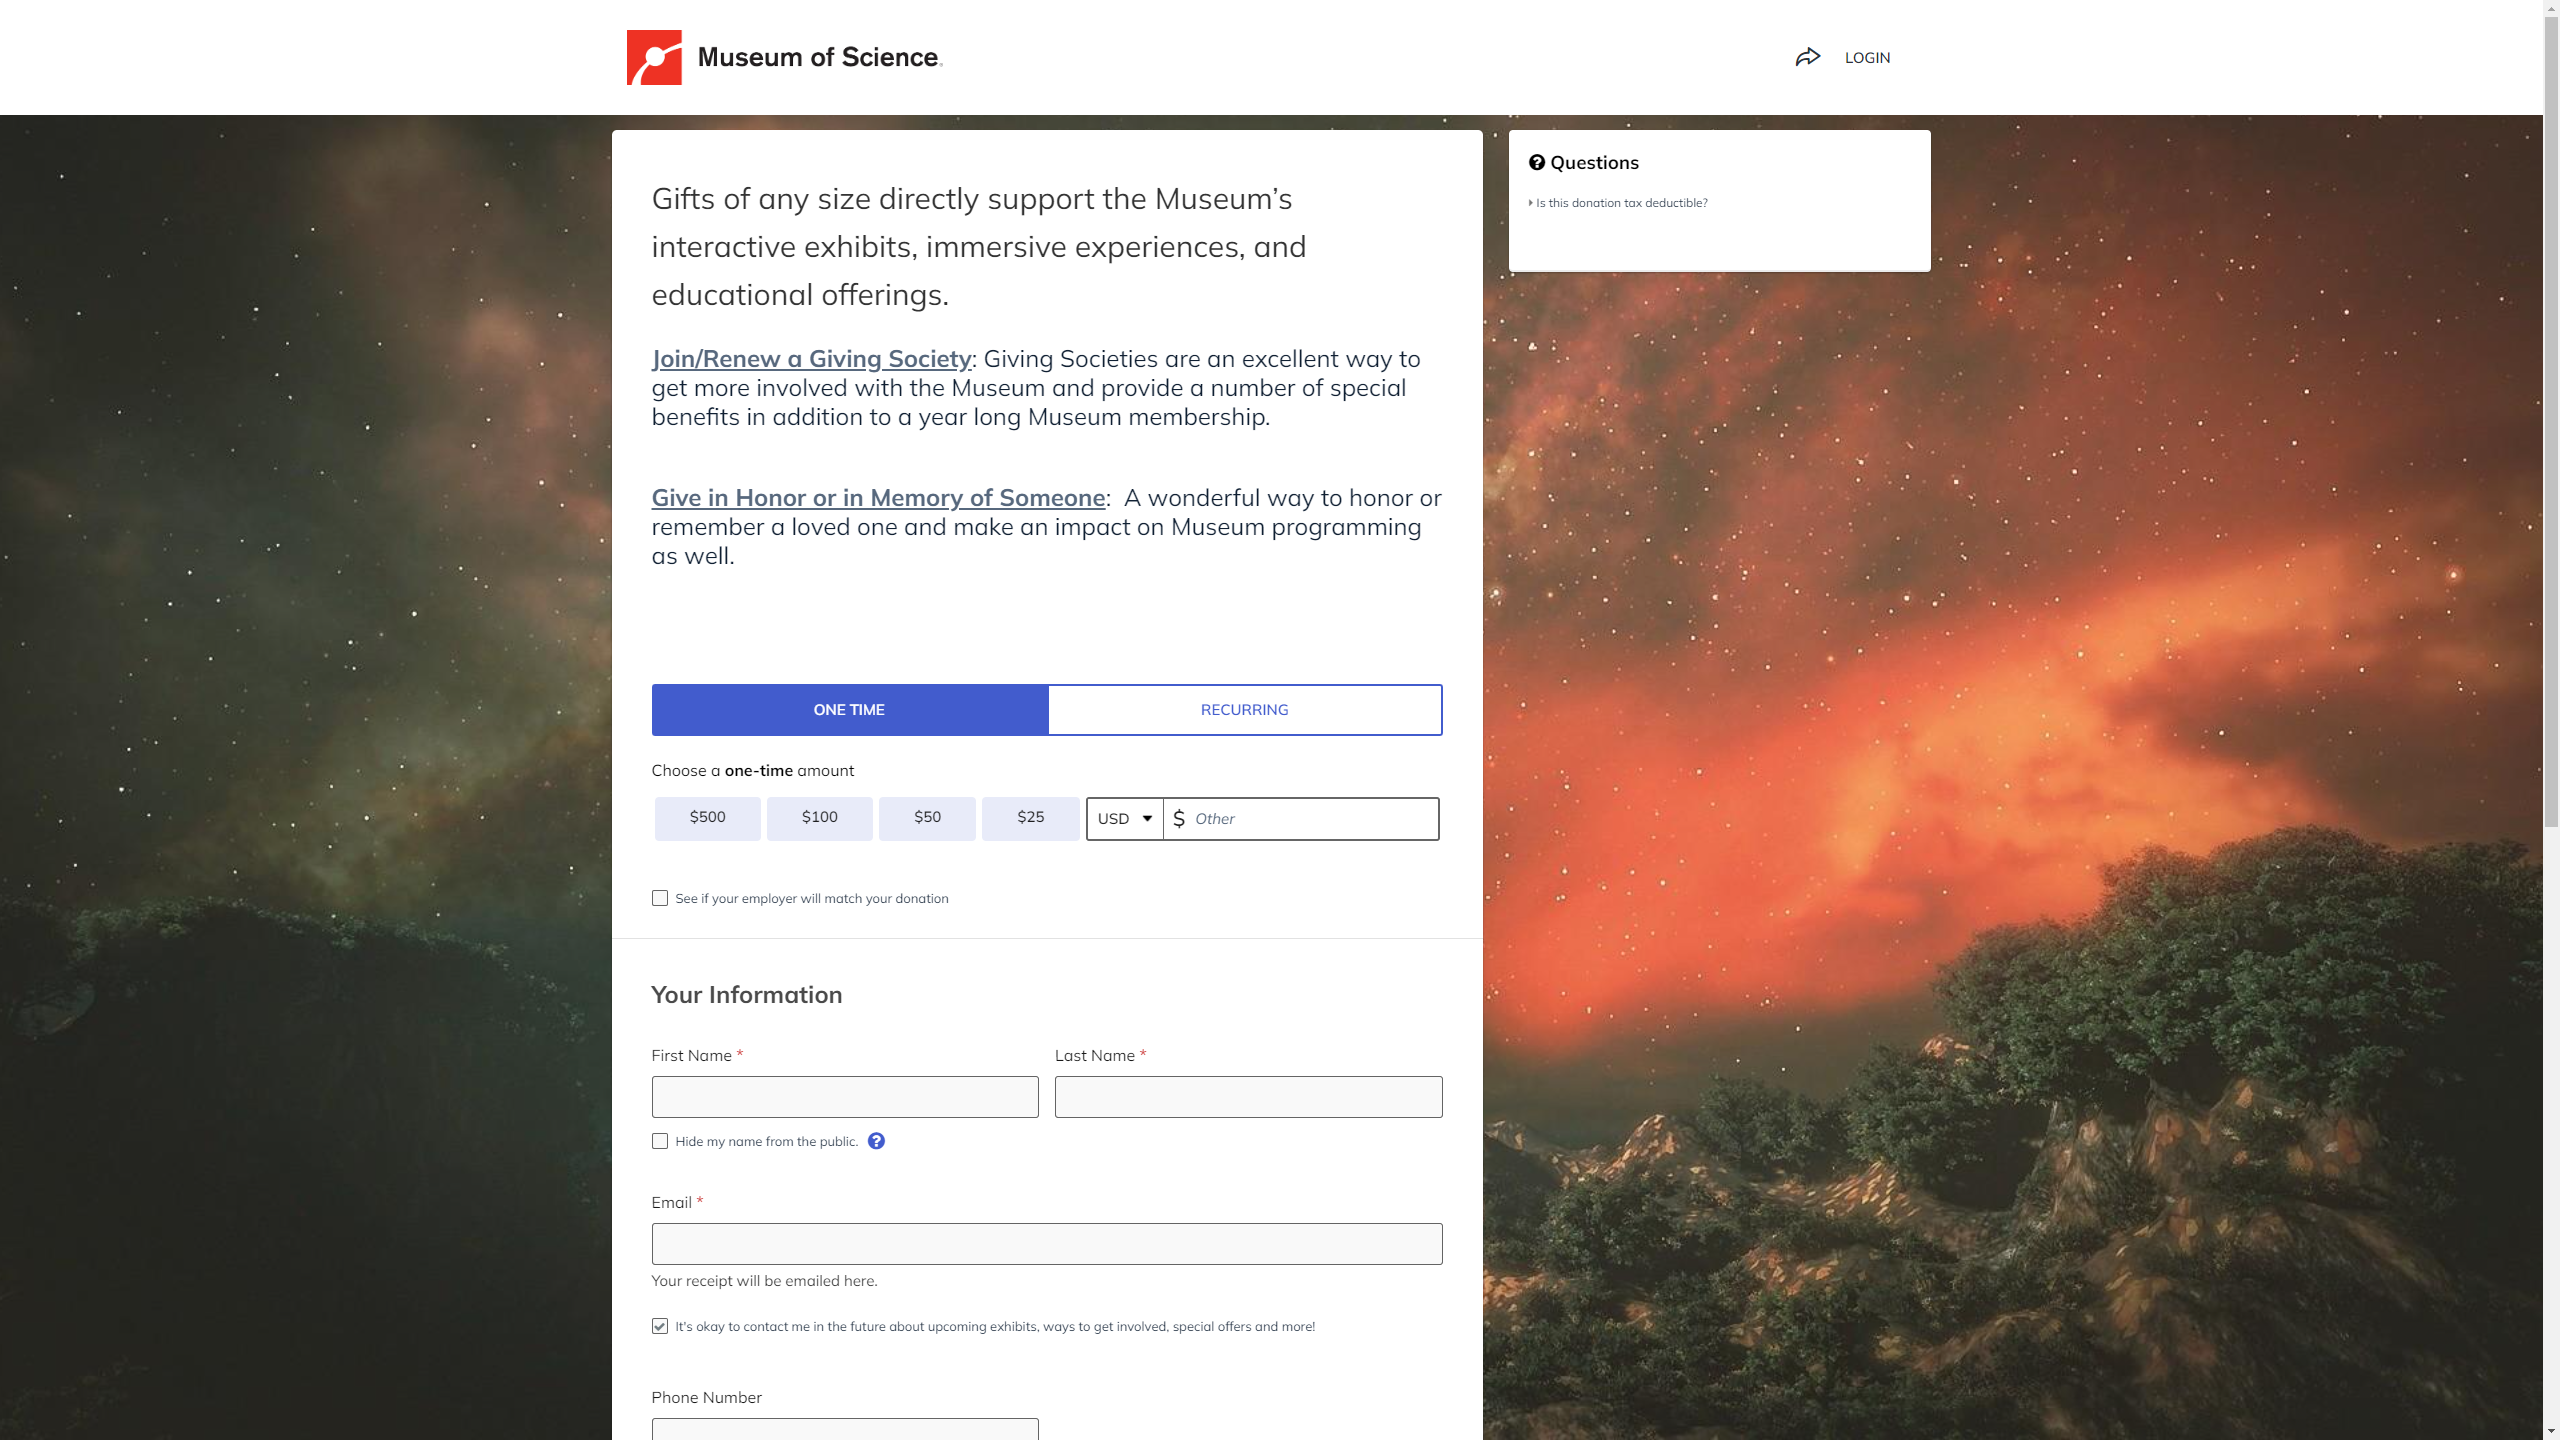 Museum of Science
LOGIN
Gifts of any size directly support the Museum’s
interactive exhibits, immersive experiences, and
educational offerings.
Join/Renew a Giving Society: Giving Societies are an excellent way to
get more involved with the Museum and provide a number of special
benefits in addition to a year long Museum membership.
Give in Honor or in Memory of Someone:  A wonderful way to honor or
remember a loved one and make an impact on Museum programming
as well.
ONE TIME
RECURRING
Choose a one-time amount
$500
$100
$50
$25
USD
$
Other
See if your employer will match your donation
Your Information
First Name *
Last Name *
Hide my name from the public.
Email *
Your receipt will be emailed here.
It's okay to contact me in the future about upcoming exhibits, ways to get involved, special offers and more!
Phone Number
Questions
Is this donation tax deductible?